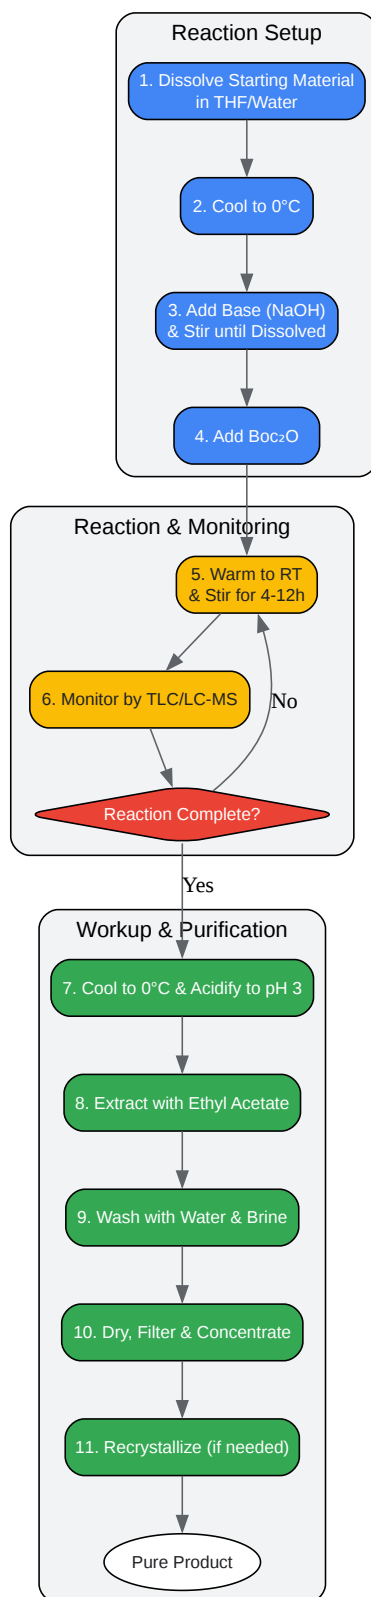 Reaction Setup
1. Dissolve Starting Material
in THF/Water
2. Cool to 0°C
3. Add Base (NaOH)
& Stir until Dissolved
4. Add Boc₂O
Reaction & Monitoring
5. Warm to RT
& Stir for 4-12h
6. Monitor by TLC/LC-MS
No
Reaction Complete?
Yes
Workup & Purification
7. Cool to 0°C & Acidify to pH 3
8. Extract with Ethyl Acetate
9. Wash with Water & Brine
10. Dry, Filter & Concentrate
11. Recrystallize (if needed)
Pure Product